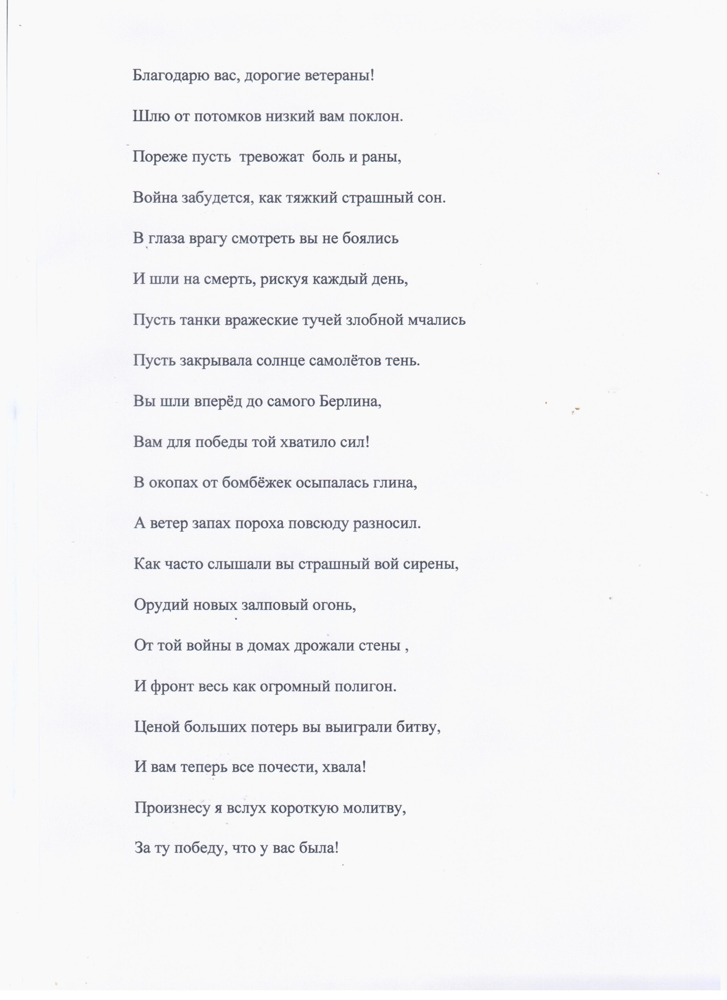 Благодарю вас, дорогие ветераны!
Шлю от потомков низкий вам поклон.
Пореже пусть  тревожат  боль и раны,
Война забудется, как тяжкий страшный сон.
В глаза врагу смотреть вы не боялись
И шли на смерть, рискуя каждый день,
Пусть танки вражеские тучей злобной мчались
Пусть закрывала солнце самолётов тень.
Вы шли вперёд до самого Берлина,
Вам для победы той хватило сил!
В окопах от бомбёжек осыпалась глина,
А ветер запах пороха повсюду разносил.
Как часто слышали вы страшный вой сирены,
Орудий новых залповый огонь,
От той войны в домах дрожали стены ,
И фронт весь как огромный полигон.
Ценой больших потерь вы выиграли битву,
И вам теперь все почести, хвала!
Произнесу я вслух короткую молитву,
За ту победу, что у вас была!